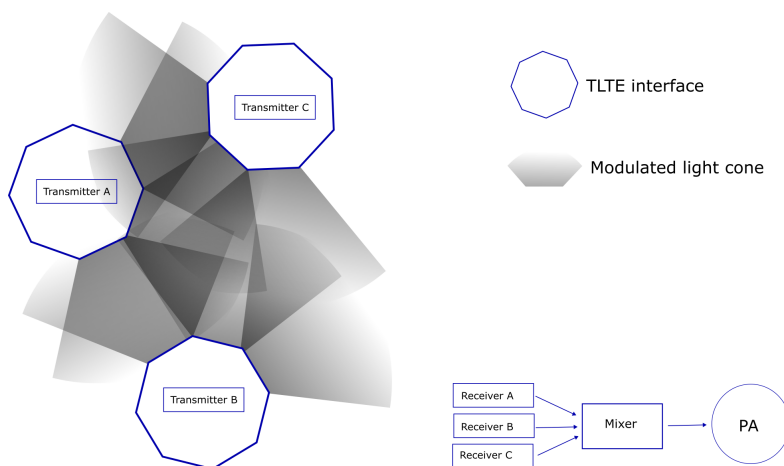 Transmitter C
TLTE interface
Modulated light cone
Transmitter A
Transmitter B
Receiver A
Receiver B
Receiver C
Mixer
PA